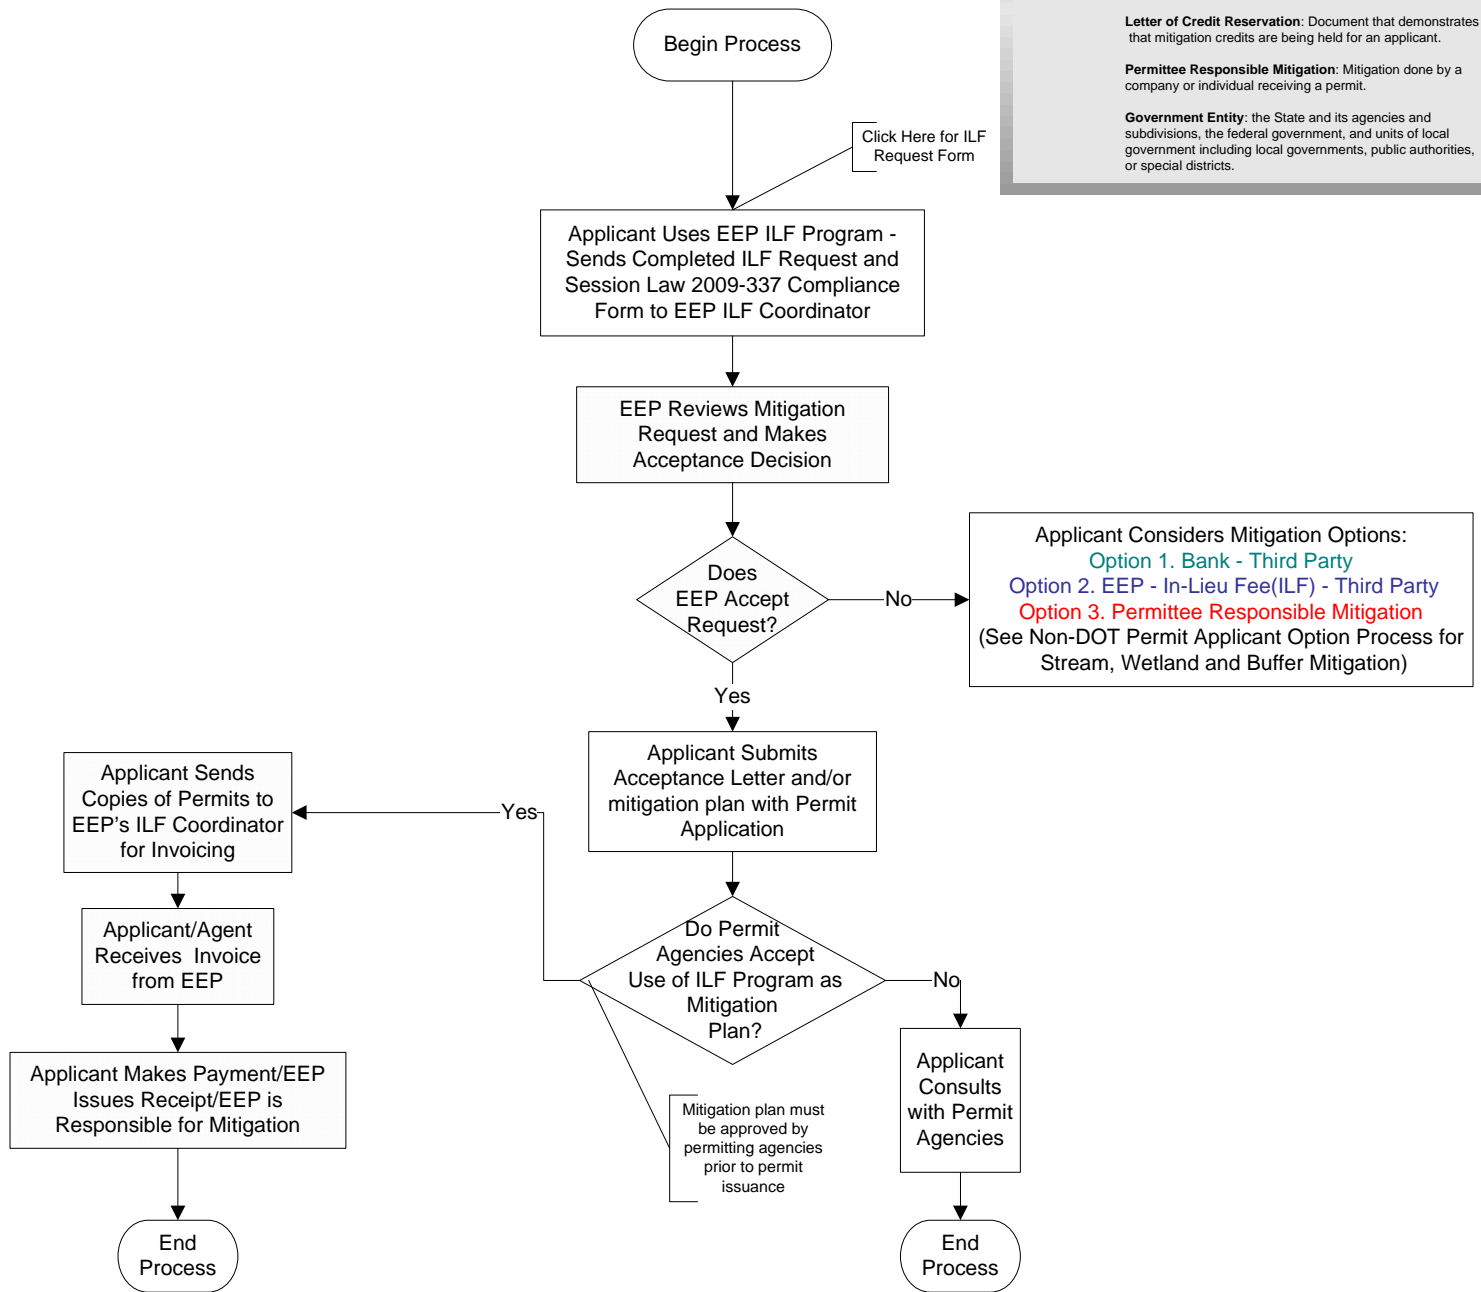 Begin Process
Letter of Credit Reservation: Document that demonstrates
that mitigation credits are being held for an applicant.
Permittee Responsible Mitigation: Mitigation done by a
company or individual receiving a permit.
Government Entity: the State and its agencies and
subdivisions, the federal government, and units of local
government including local governments, public authorities,
or special districts.
Click Here for ILF
Request Form
Applicant Uses EEP ILF Program -
Sends Completed ILF Request and
Session Law 2009-337 Compliance
Form to EEP ILF Coordinator
EEP Reviews Mitigation
Request and Makes
Acceptance Decision
Does
EEP Accept
Request?
No
Applicant Considers Mitigation Options:
Option 1. Bank - Third Party
Option 2. EEP - In-Lieu Fee(ILF) - Third Party
Option 3. Permittee Responsible Mitigation
(See Non-DOT Permit Applicant Option Process for
Stream, Wetland and Buffer Mitigation)
Yes
Applicant Submits
Acceptance Letter and/or
mitigation plan with Permit
Application
Do Permit
Agencies Accept
Use of ILF Program as
Mitigation
Plan?
Yes
Applicant Sends
Copies of Permits to
EEP's ILF Coordinator
for Invoicing
Applicant/Agent
Receives Invoice
from EEP
Applicant Makes Payment/EEP
Issues Receipt/EEP is
Responsible for Mitigation
End
Process
Mitigation plan must
be approved by
permitting agencies
prior to permit
issuance
No
Applicant
Consults
with Permit
Agencies
End
Process